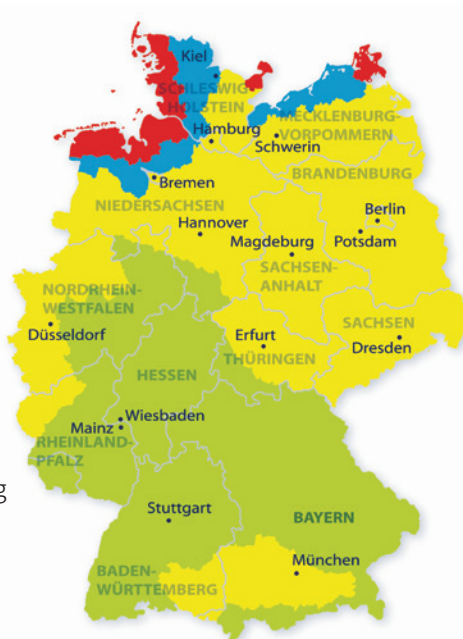 Kiel
SCHLESWIG-
HOLSTEIN
MECKLENBURG-
VORPOMMERN
Hamburg
Schwerin
BRANDENBURG
Bremen
NIEDERSACHSEN
Hannover
Berlin
Magdeburg
Potsdam
SACHSEN-
ANHALT
NORDRHEIN-
WESTFALEN
Düsseldorf
Erfurt
THÜRINGEN
SACHSEN
Dresden
HESSEN
Wiesbaden
Mainz
RHEINLAND-
PFALZ
g
Stuttgart
BAYERN
München
BADEN-
WÜRTTEMBERG